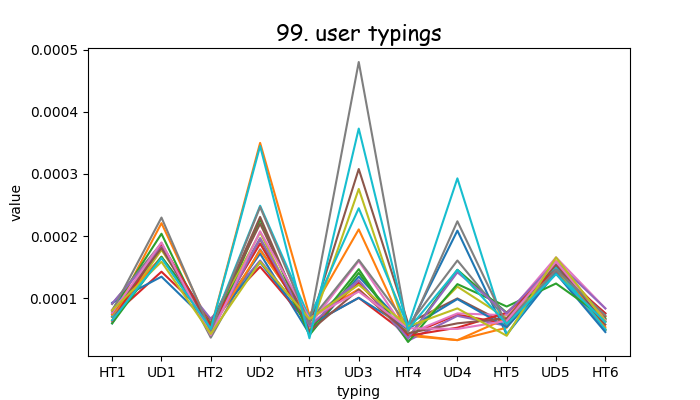 99. user typings
0.0005
0.0004
0.0003
0.0002
0.0001
value
HT1 UD1 HT2 UD2 HT3 UD3 HT4 UD4 HT5 UD5 HT6
typing